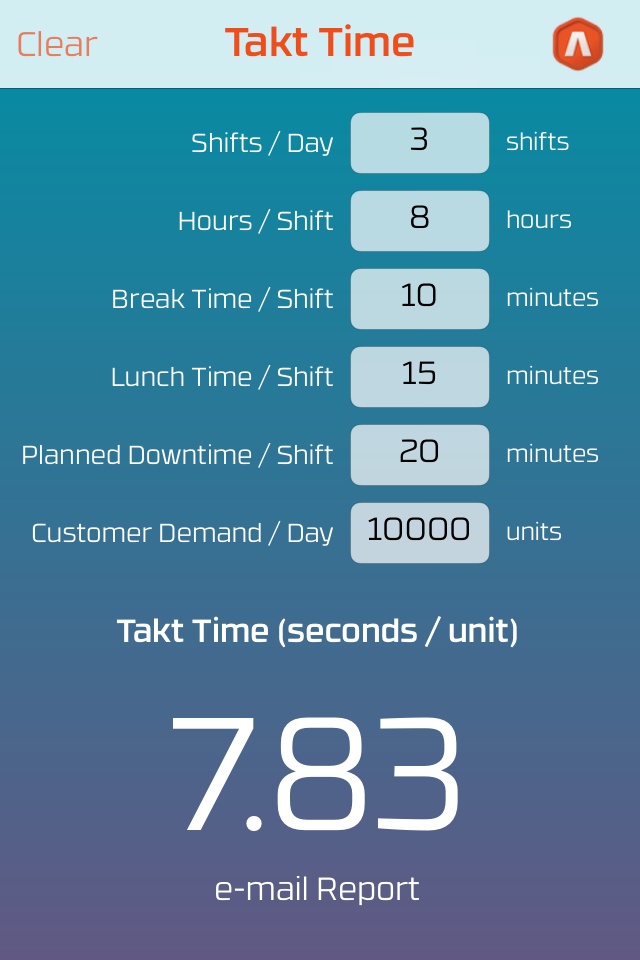 Clear Takt Time
Shifts / Day 3 shifts
Hours / Shift 8 hours
Break Time / Shift 10 minutes
Lunch Time / Shift 15 minutes
Planned Downtime / Shift 20 minutes
Customer Demand / Day 10000 units
Takt Time (seconds / unit)
7.83
e-mail Report